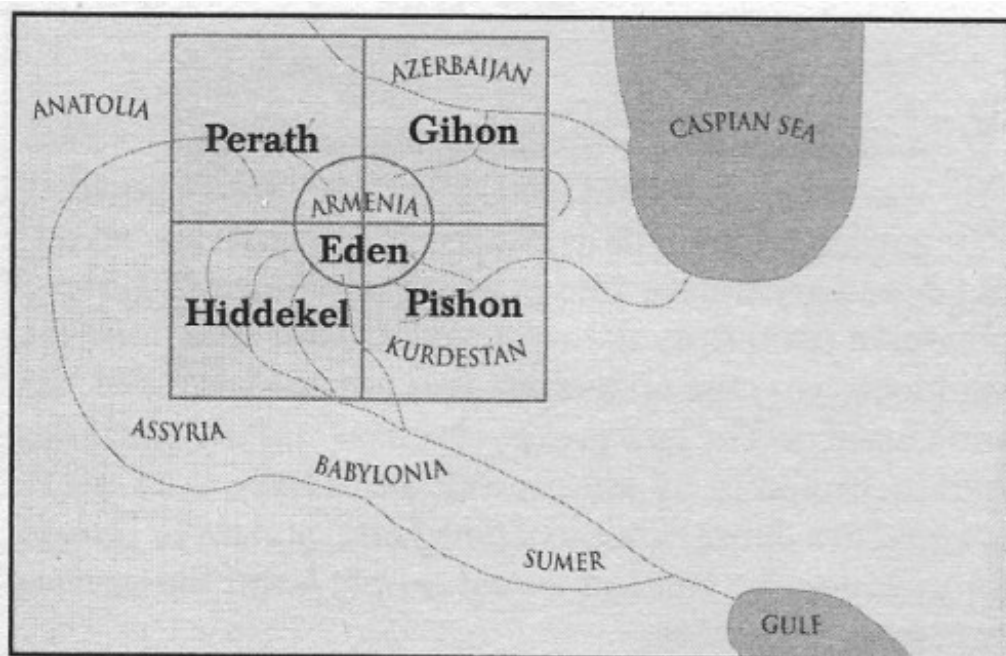 AZERBAIJAN
ANATOLIA
Perath
Gihon
CASPIAN SEA
ARMENIA
Eden
Hiddekel
Pishon
KURDESTAN
ASSYRIA
BABYLONIA
SUMER
GULF